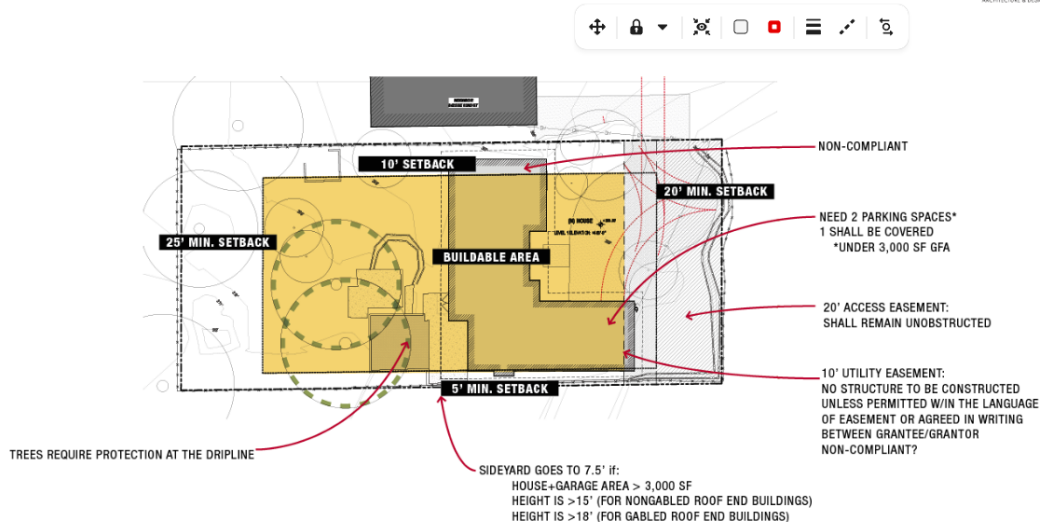 ARCHITECTURE & DESIGN
10' SETBACK
NON-COMPLIANT
20' MIN. SETBACK
NEED 2 PARKING SPACES*
1 SHALL BE COVERED
*UNDER 3,000 SF GFA
(N) HOUSE
25' MIN. SETBACK
BUILDABLE AREA
20' ACCESS EASEMENT:
SHALL REMAIN UNOBSTRUCTED
10' UTILITY EASEMENT:
NO STRUCTURE TO BE CONSTRUCTED
UNLESS PERMITTED W/IN THE LANGUAGE
OF EASEMENT OR AGREED IN WRITING
BETWEEN GRANTEE/GRANTOR
NON-COMPLIANT?
5' MIN. SETBACK
TREES REQUIRE PROTECTION AT THE DRIPLINE
SIDEYARD GOES TO 7.5' if:
HOUSE+GARAGE AREA > 3,000 SF
HEIGHT IS >15' (FOR NONGABLED ROOF END BUILDINGS)
HEIGHT IS >18' (FOR GABLED ROOF END BUILDINGS)